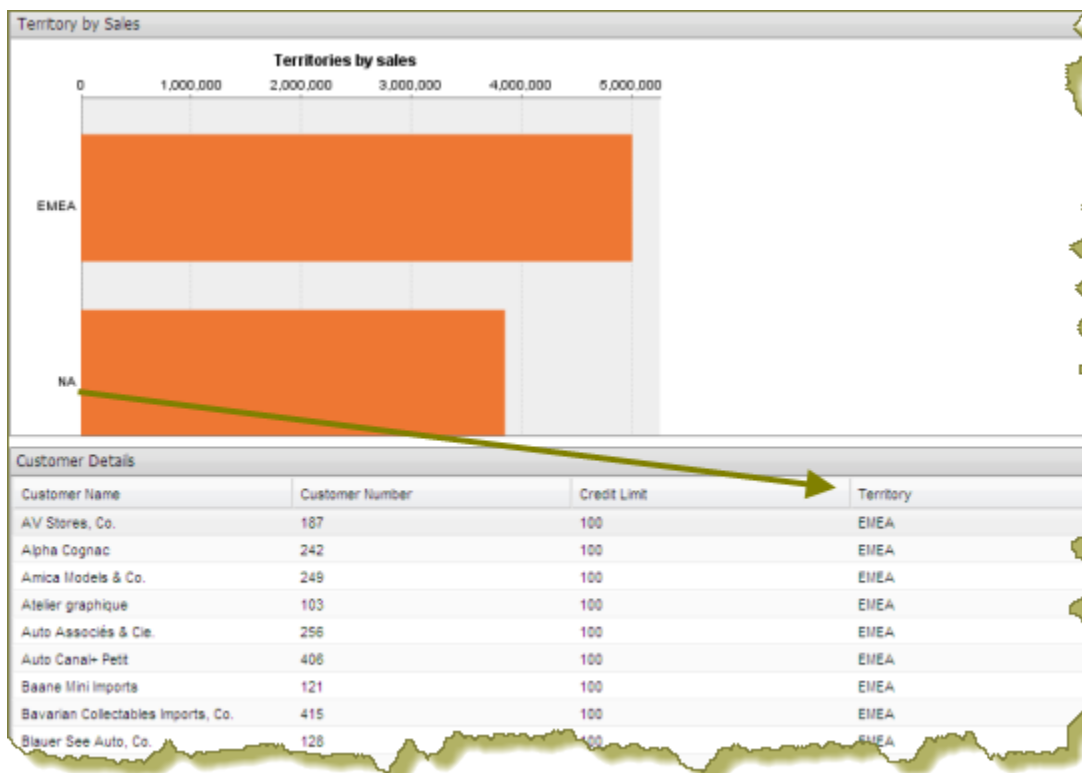 Territory by Sales
Territories by sales
0 1,000,000 2,000,000 3,000,000 4,000,000 5,000,000
EMEA
NA
Customer Details
Customer Name Customer Number Credit Limit Territory
AV Stores, Co. 187 100 EMEA
Alpha Cognac 242 100 EMEA
Amica Models & Co. 249 100 EMEA
Atelier graphique 103 100 EMEA
Auto Associés & Cie. 256 100 EMEA
Auto Canal+ Petit 406 100 EMEA
Baane Mini Imports 121 100 EMEA
Bavarian Collectables Imports, Co. 415 100 EMEA
Blauer See Auto, Co. 128 100 EMEA